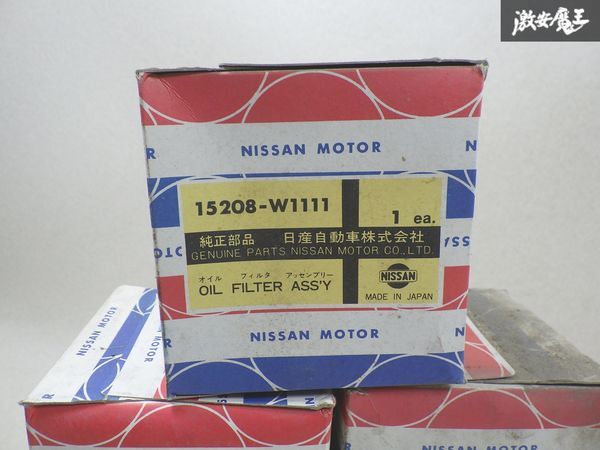 激安魔王
NISSAN MOTOR
15208-W1111
1 ea.
純正部品 日産自動車株式会社
GENUINE PARTS NISSAN MOTOR CO., LTD.
オイル フィルタ アッセンブリー
OIL FILTER ASS'Y
NISSAN
MADE IN JAPAN
NISSAN MOTOR
NISSAN MOTOR
NISSAN MOTOR
NISSAN MOTOR